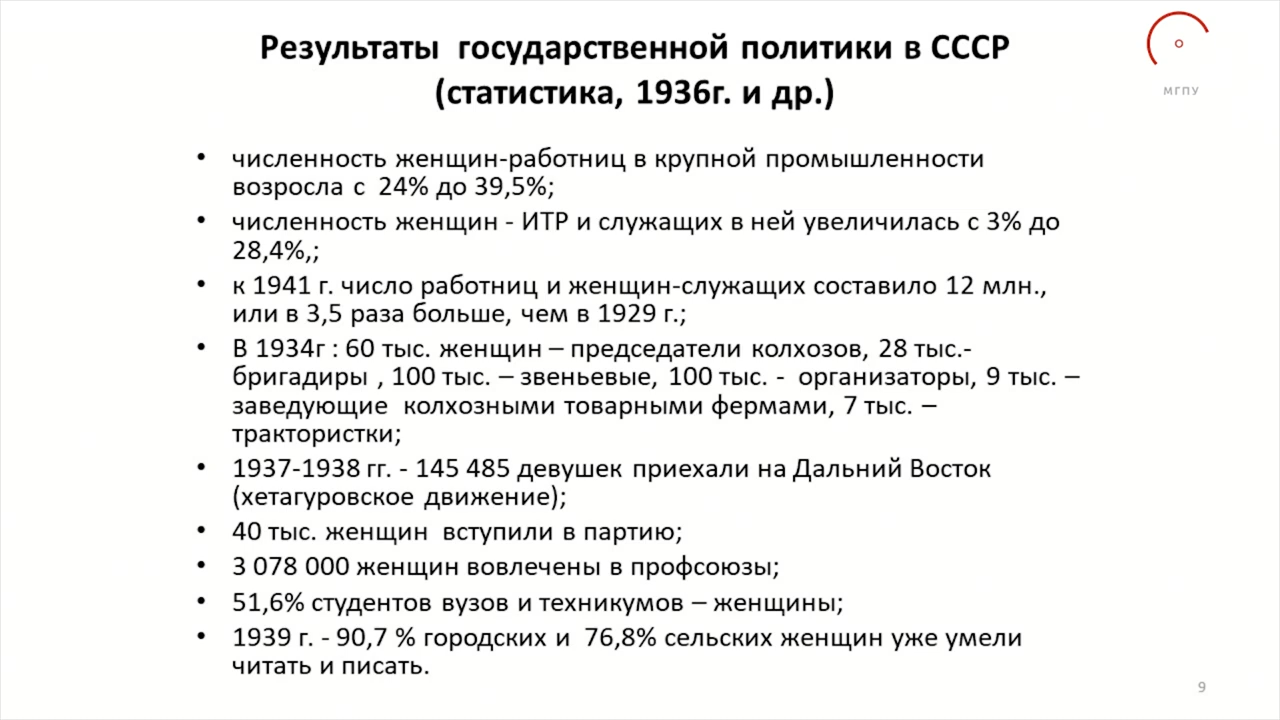 Результаты государственной политики в СССР
(статистика, 1936г. и др.)
МГПУ
• численность женщин-работниц в крупной промышленности
возросла с 24% до 39,5%;
• численность женщин - ИТР и служащих в ней увеличилась с 3% до
28,4%,;
• к 1941 г. число работниц и женщин-служащих составило 12 млн.,
или в 3,5 раза больше, чем в 1929 г.;
• В 1934г : 60 тыс. женщин – председатели колхозов, 28 тыс.-
бригадиры , 100 тыс. – звеньевые, 100 тыс. - организаторы, 9 тыс. –
заведующие колхозными товарными фермами, 7 тыс. –
трактористки;
• 1937-1938 гг. - 145 485 девушек приехали на Дальний Восток
(хетагуровское движение);
• 40 тыс. женщин вступили в партию;
• 3 078 000 женщин вовлечены в профсоюзы;
• 51,6% студентов вузов и техникумов – женщины;
• 1939 г. - 90,7 % городских и 76,8% сельских женщин уже умели
читать и писать.
9